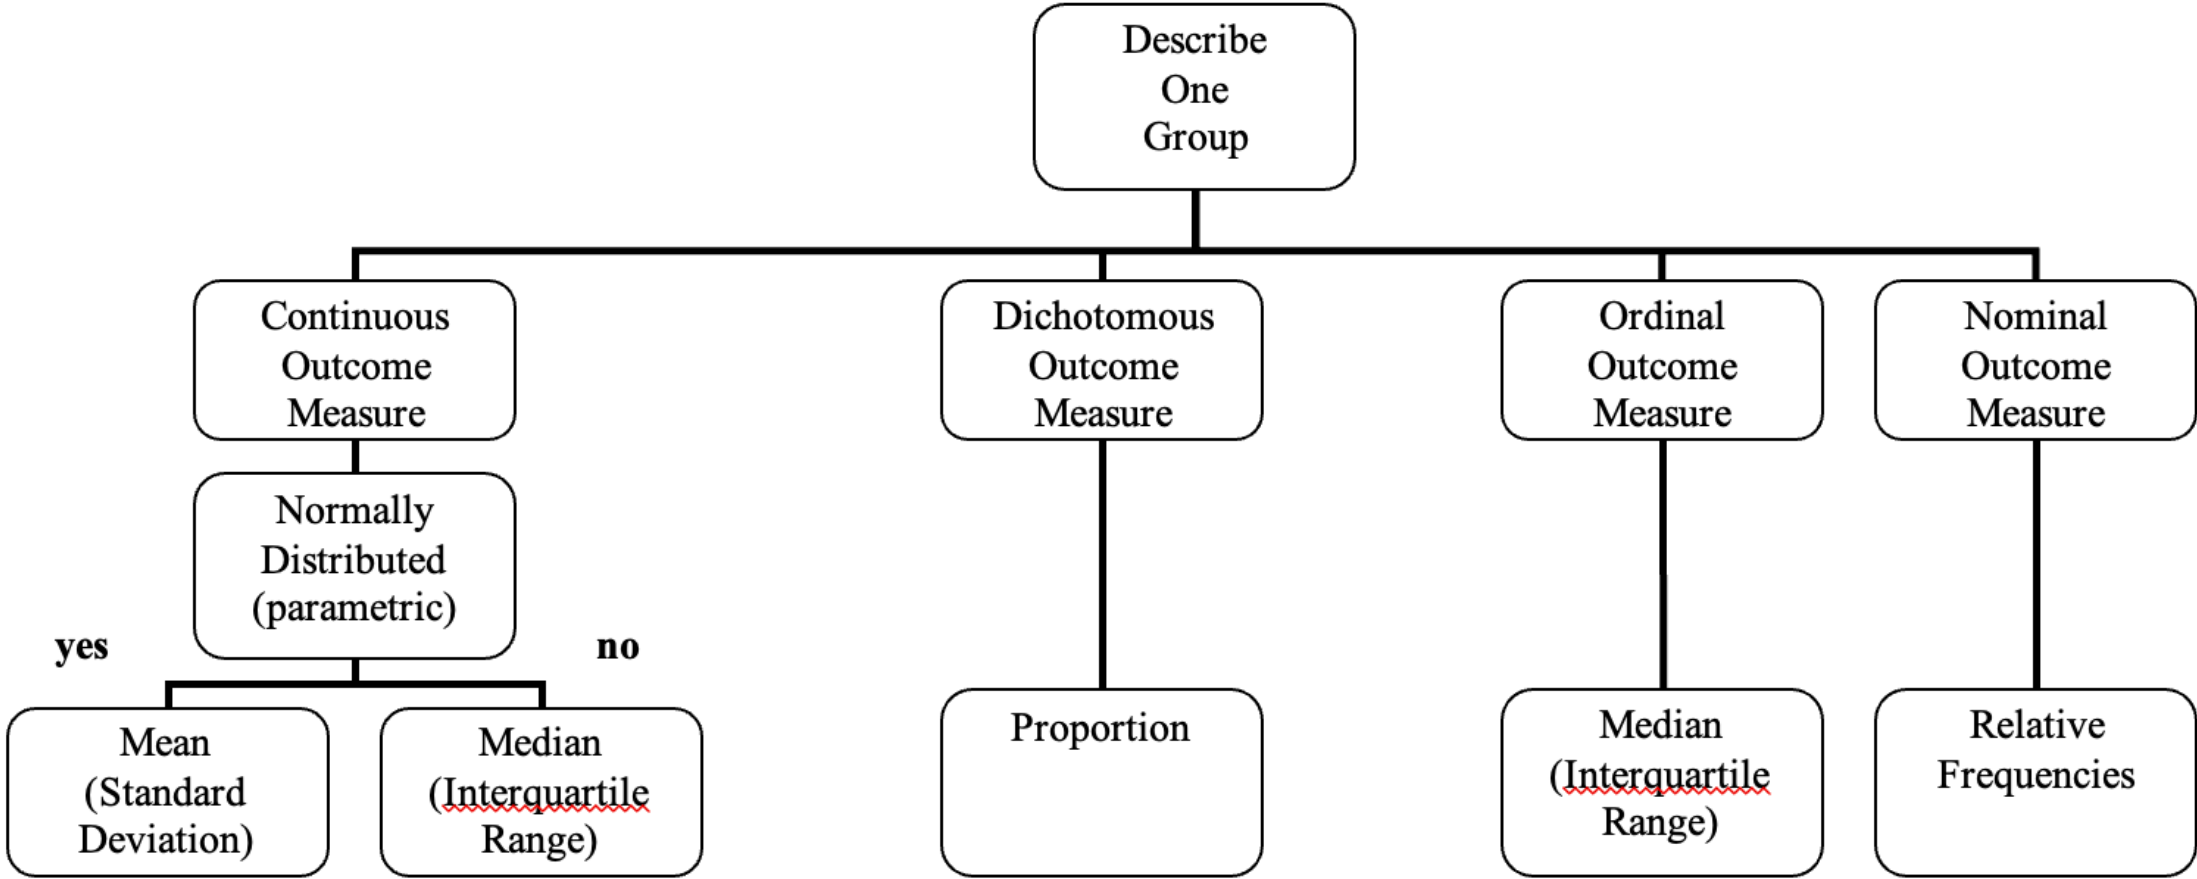 Describe
One
Group
Continuous
Outcome
Measure
Dichotomous
Outcome
Measure
Ordinal
Outcome
Measure
Nominal
Outcome
Measure
Normally
Distributed
(parametric)
yes
no
Mean
(Standard
Deviation)
Median
(Interquartile
Range)
Proportion
Median
(Interquartile
Range)
Relative
Frequencies